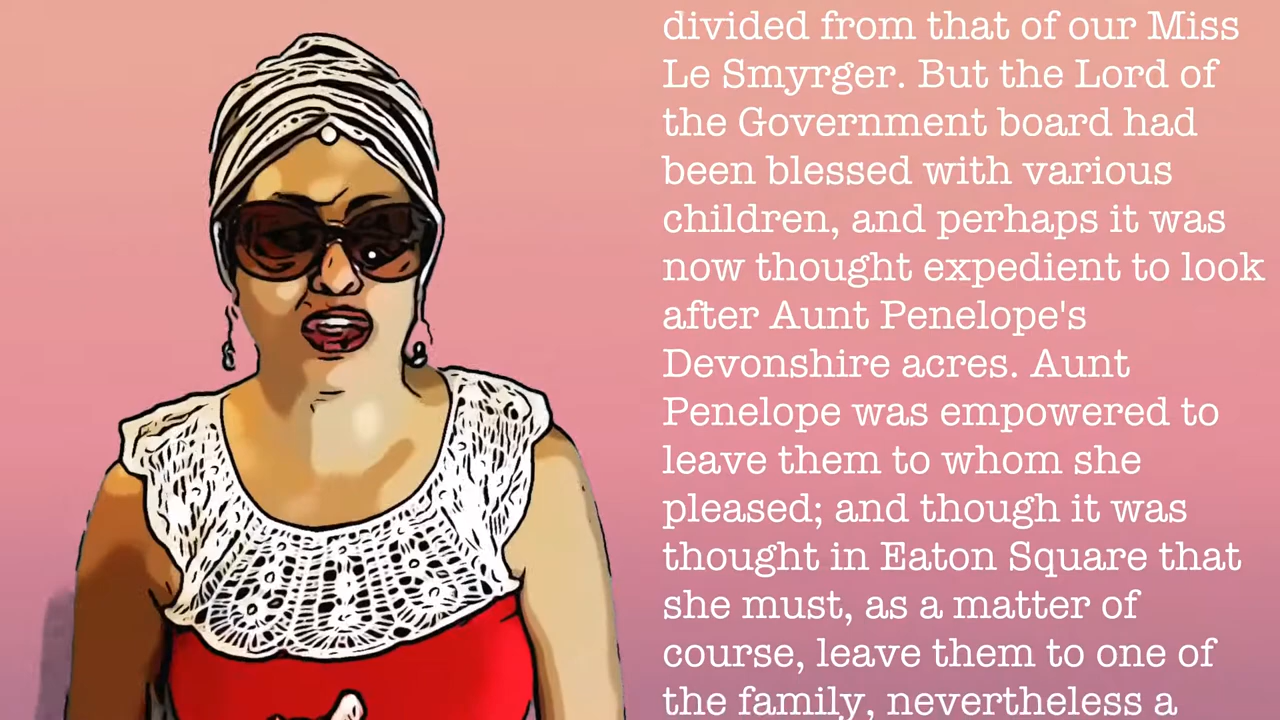 divided from that of our Miss
Le Smyrger. But the Lord of
the Government board had
been blessed with various
children, and perhaps it was
now thought expedient to look
after Aunt Penelope's
Devonshire acres. Aunt
Penelope was empowered to
leave them to whom she
pleased; and though it was
thought in Eaton Square that
she must, as a matter of
course, leave them to one of
the family, nevertheless a